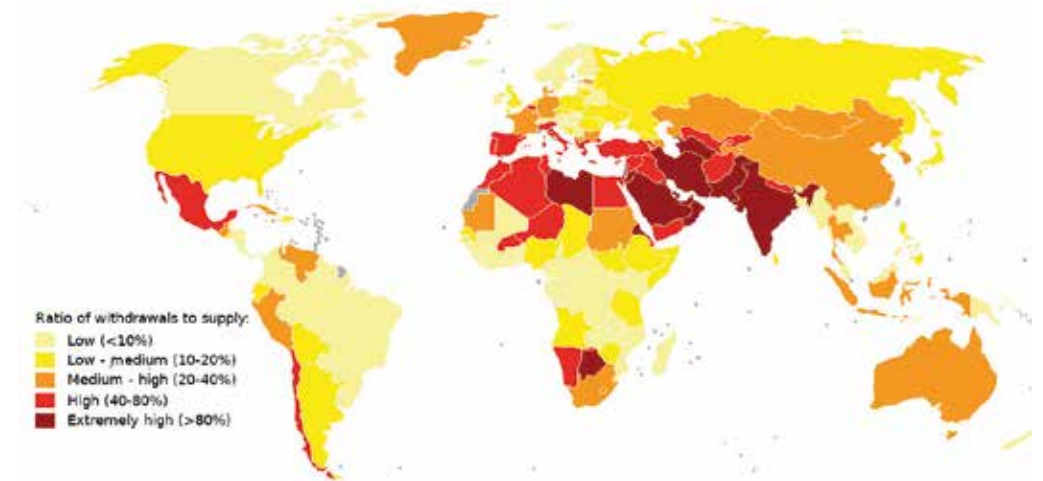 Ratio of withdrawals to supply:
Low (<10%)
Low - medium (10-20%)
Medium - high (20-40%)
High (40-80%)
Extremely high (>80%)